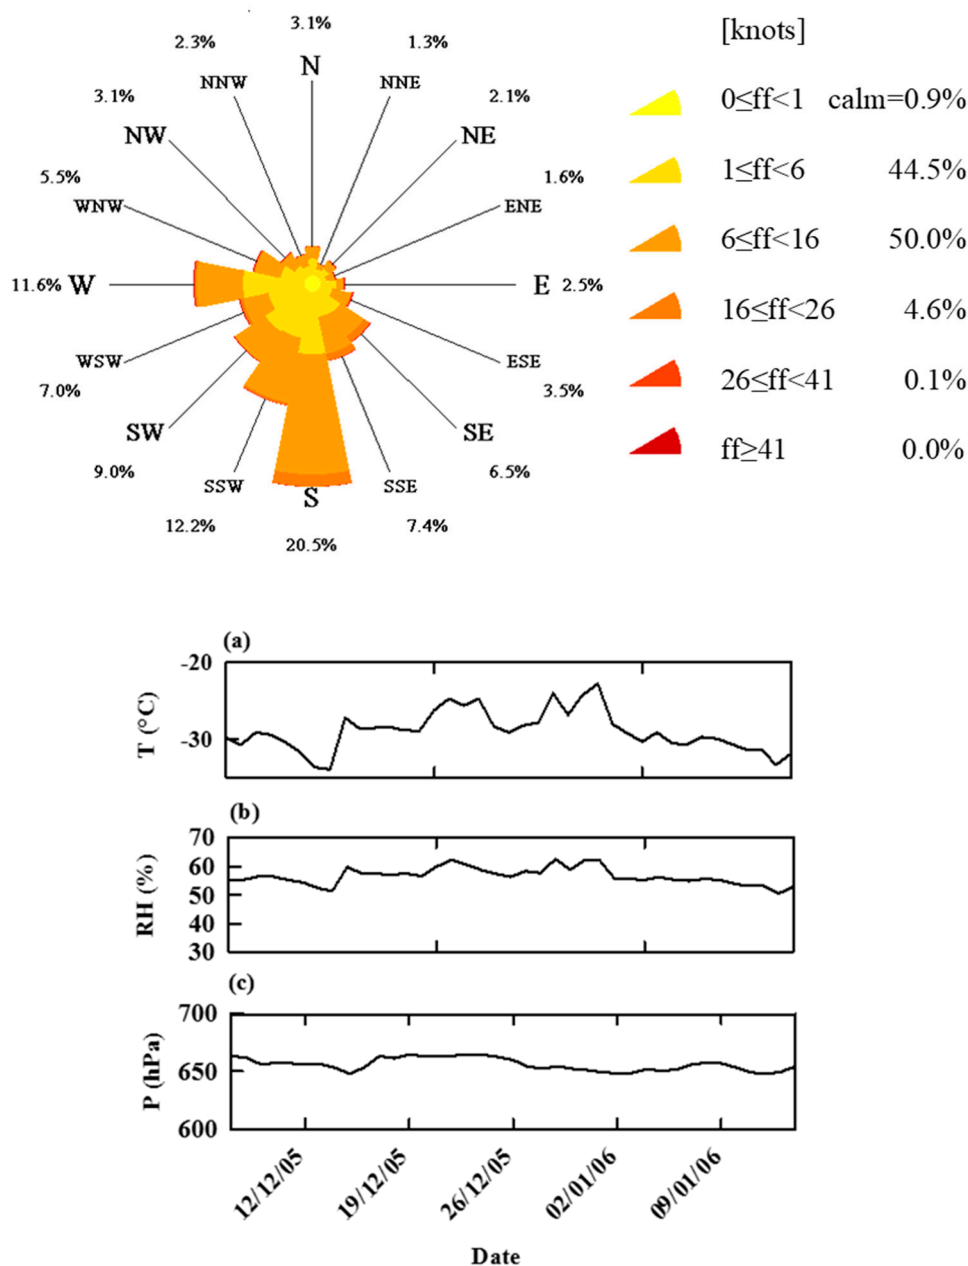 3.1%
[knots]
2.3%
1.3%
N
NNW
NNE
3.1%
2.1%
0≤ff<1 calm=0.9%
NW
NE
5.5%
1.6%
1≤ff<6 44.5%
WNW
ENE
6≤ff<16 50.0%
11.6% W
E 2.5%
16≤ff<26 4.6%
WSW
ESE
7.0%
3.5%
26≤ff<41 0.1%
SW
SE
ff≥41 0.0%
9.0%
6.5%
SSW
S
SSE
12.2%
7.4%
20.5%
(a)
-20
-30
T (°C)
(b)
70
60
50
40
30
RH (%)
(c)
700
650
600
P (hPa)
12/12/05
19/12/05
26/12/05
02/01/06
09/01/06
Date